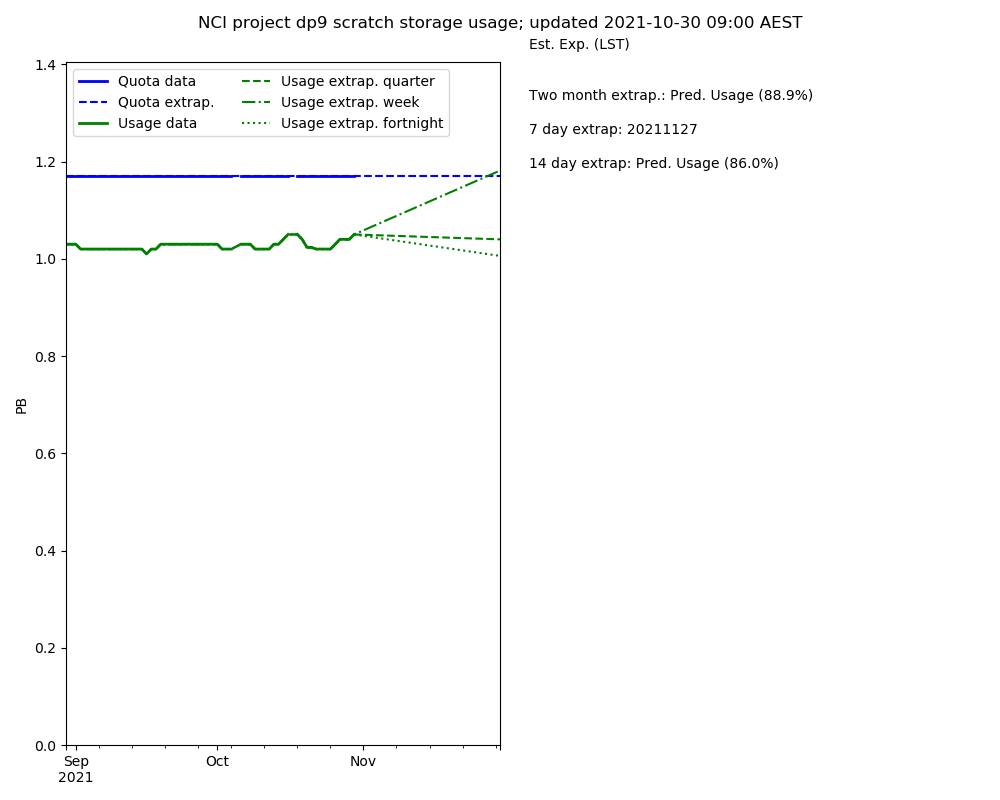 NCI project dp9 scratch storage usage; updated 2021-10-30 09:00 AEST
Est. Exp. (LST)
Two month extrap.: Pred. Usage (88.9%)
7 day extrap: 20211127
14 day extrap: Pred. Usage (86.0%)
Quota data
Quota extrap.
Usage data
Usage extrap. quarter
Usage extrap. week
Usage extrap. fortnight
PB
1.4
1.2
1.0
0.8
0.6
0.4
0.2
0.0
Sep
2021
Oct
Nov